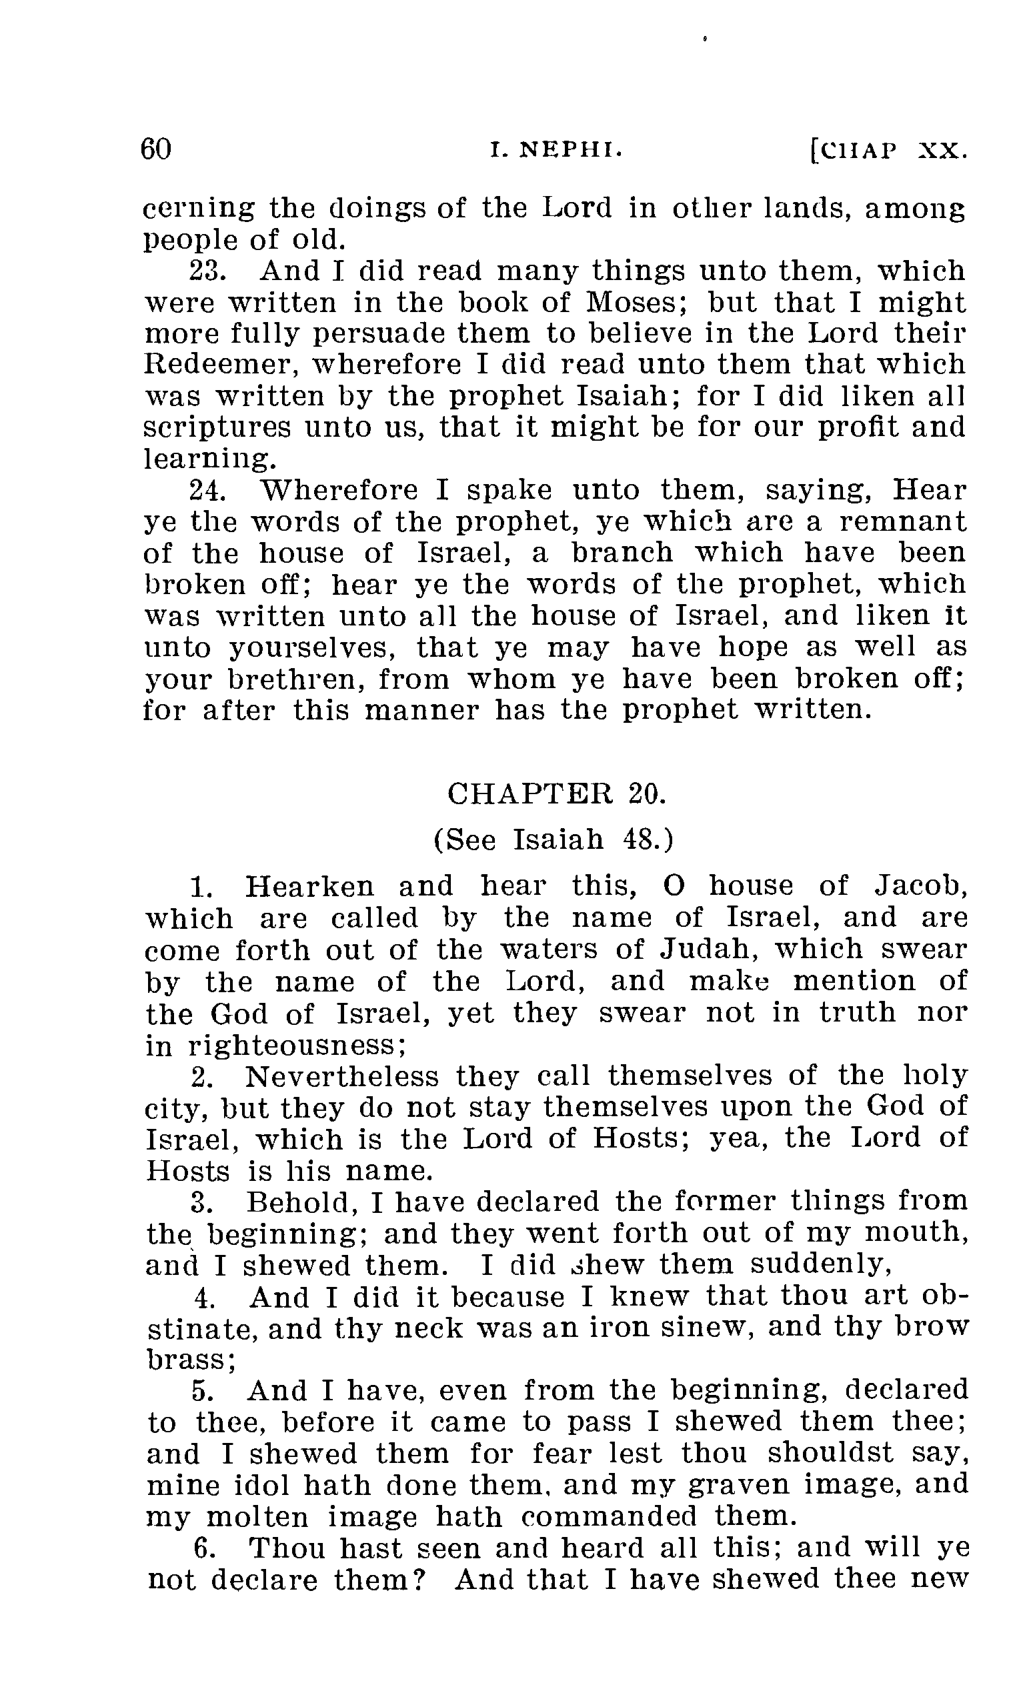 60 I. NEPHI. [CHAP XX.
cerning the doings of the Lord in other lands, among
people of old.
23. And I did read many things unto them, which
were written in the book of Moses; but that I might
more fully persuade them to believe in the Lord their
Redeemer, wherefore I did read unto them that which
was written by the prophet Isaiah; for I did liken all
scriptures unto us, that it might be for our profit and
learning.
24. Wherefore I spake unto them, saying, Hear
ye the words of the prophet, ye which are a remnant
of the house of Israel, a branch which have been
broken off; hear ye the words of the prophet, which
was written unto all the house of Israel, and liken it
unto yourselves, that ye may have hope as well as
your brethren, from whom ye have been broken off;
for after this manner has the prophet written.
CHAPTER 20.
(See Isaiah 48.)
1. Hearken and hear this, O house of Jacob,
which are called by the name of Israel, and are
come forth out of the waters of Judah, which swear
by the name of the Lord, and make mention of
the God of Israel, yet they swear not in truth nor
in righteousness;
2. Nevertheless they call themselves of the holy
city, but they do not stay themselves upon the God of
Israel, which is the Lord of Hosts; yea, the Lord of
Hosts is his name.
3. Behold, I have declared the former things from
the beginning; and they went forth out of my mouth,
and I shewed them. I did shew them suddenly,
4. And I did it because I knew that thou art ob-
stinate, and thy neck was an iron sinew, and thy brow
brass;
5. And I have, even from the beginning, declared
to thee, before it came to pass I shewed them thee;
and I shewed them for fear lest thou shouldst say,
mine idol hath done them, and my graven image, and
my molten image hath commanded them.
6. Thou hast seen and heard all this; and will ye
not declare them? And that I have shewed thee new